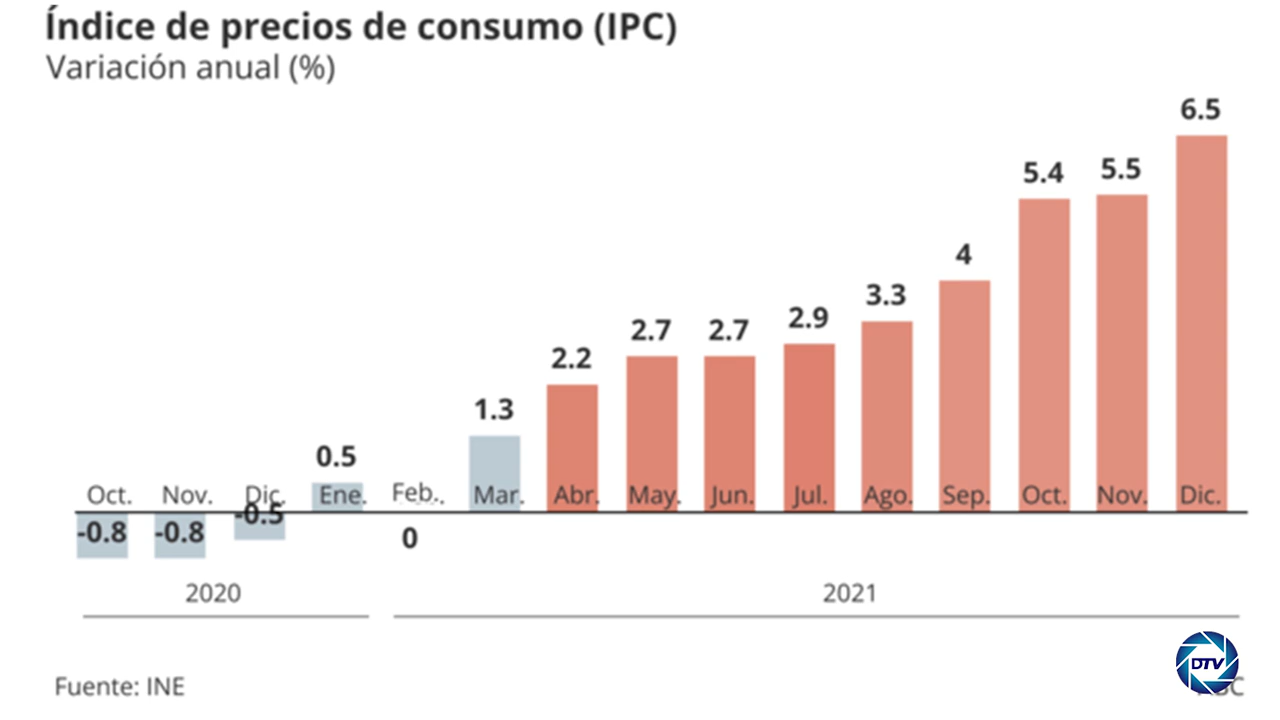 Índice de precios de consumo (IPC)
Variación anual (%)
6.5
5.4
5.5
4
3.3
2.9
2.7
2.7
2.2
1.3
0.5
Oct.
Nov.
Dic.
Ene.
Feb..
Mar.
Abr.
May.
Jun.
Jul.
Ago.
Sep.
Oct.
Nov.
Dic.
-0.8
-0.8
-0.5
0
2020
2021
Fuente: INE
DTV